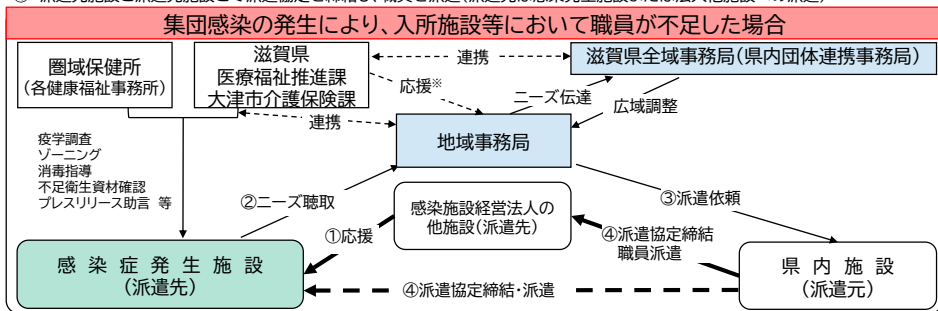 集団感染の発生により、入所施設等において職員が不足した場合
圏域保健所
(各健康福祉事務所)
滋賀県
医療福祉推進課
大津市介護保険課
連携
滋賀県全域事務局(県内団体連携事務局)
応援※
ニーズ伝達
広域調整
連携
地域事務局
疫学調査
ゾーニング
消毒指導
不足衛生資材確認
プレスリリース助言 等
②ニーズ聴取
感染施設経営法人の
他施設(派遣先)
③派遣依頼
①応援
④派遣協定締結
職員派遣
感染症発生施設
(派遣先)
④派遣協定締結・派遣
県内施設
(派遣元)